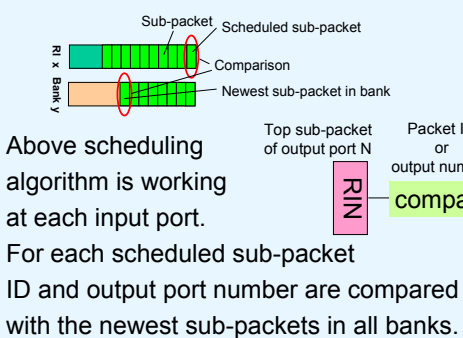 Sub-packet
Scheduled sub-packet
RI x
Comparison
Bank y
Newest sub-packet in bank
Above scheduling
algorithm is working
at each input port.
Top sub-packet
of output port N
Packet
or
output
RIN
For each scheduled sub-packet
ID and output port number are compared
with the newest sub-packets in all banks.